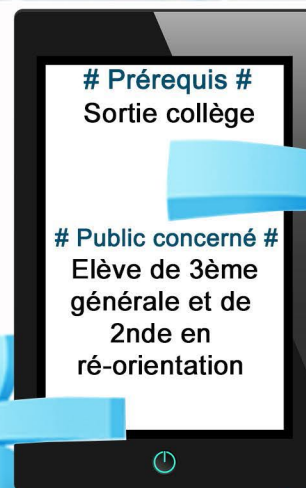 # Prérequis #
Sortie collège
# Public concerné #
Elève de 3ème
générale et de
2nde en
ré-orientation